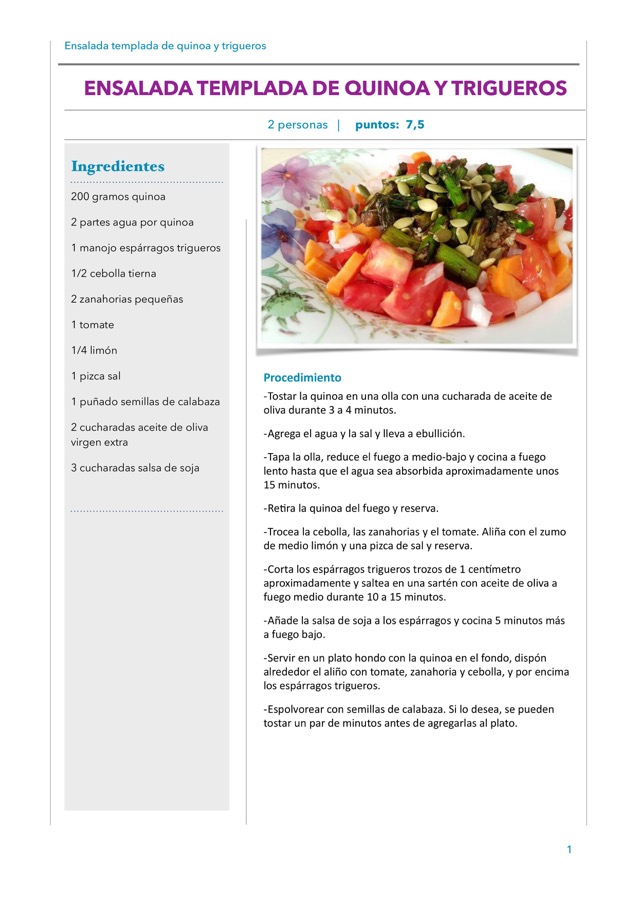 Ensalada templada de quinoa y trigueros
ENSALADA TEMPLADA DE QUINOA Y TRIGUEROS
2 personas | puntos: 7,5
Ingredientes
200 gramos quinoa
2 partes agua por quinoa
1 manojo espárragos trigueros
1/2 cebolla tierna
2 zanahorias pequeñas
1 tomate
1/4 limón
1 pizca sal
1 puñado semillas de calabaza
2 cucharadas aceite de oliva
virgen extra
3 cucharadas salsa de soja
Procedimiento
-Tostar la quinoa en una olla con una cucharada de aceite de
oliva durante 3 a 4 minutos.
-Agrega el agua y la sal y lleva a ebullición.
-Tapa la olla, reduce el fuego a medio-bajo y cocina a fuego
lento hasta que el agua sea absorbida aproximadamente unos
15 minutos.
-Retira la quinoa del fuego y reserva.
-Trocea la cebolla, las zanahorias y el tomate. Aliña con el zumo
de medio limón y una pizca de sal y reserva.
-Corta los espárragos trigueros trozos de 1 centímetro
aproximadamente y saltea en una sartén con aceite de oliva a
fuego medio durante 10 a 15 minutos.
-Añade la salsa de soja a los espárragos y cocina 5 minutos más
a fuego bajo.
-Servir en un plato hondo con la quinoa en el fondo, dispón
alrededor el aliño con tomate, zanahoria y cebolla, y por encima
los espárragos trigueros.
-Espolvorear con semillas de calabaza. Si lo desea, se pueden
tostar un par de minutos antes de agregarlas al plato.
1